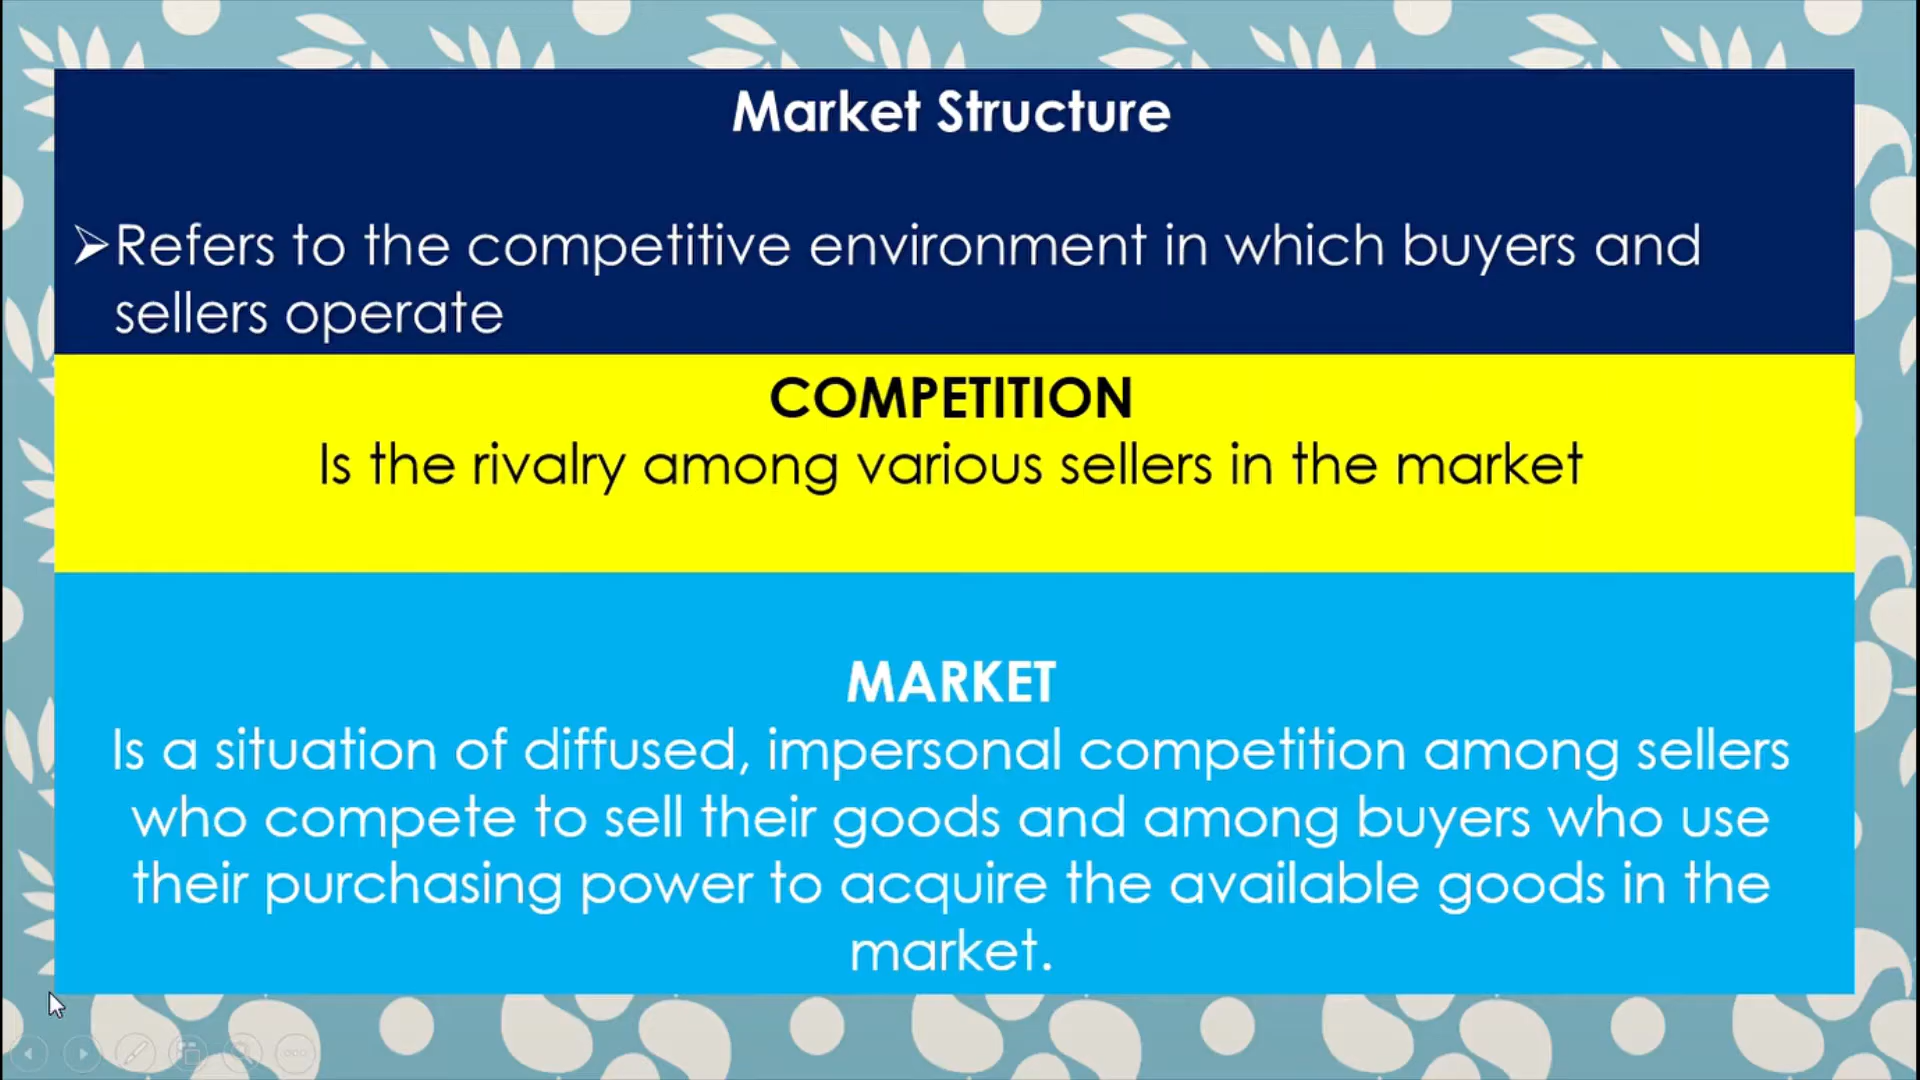 Market Structure
➢Refers to the competitive environment in which buyers and
sellers operate
COMPETITION
Is the rivalry among various sellers in the market
MARKET
Is a situation of diffused, impersonal competition among sellers
who compete to sell their goods and among buyers who use
their purchasing power to acquire the available goods in the
market.